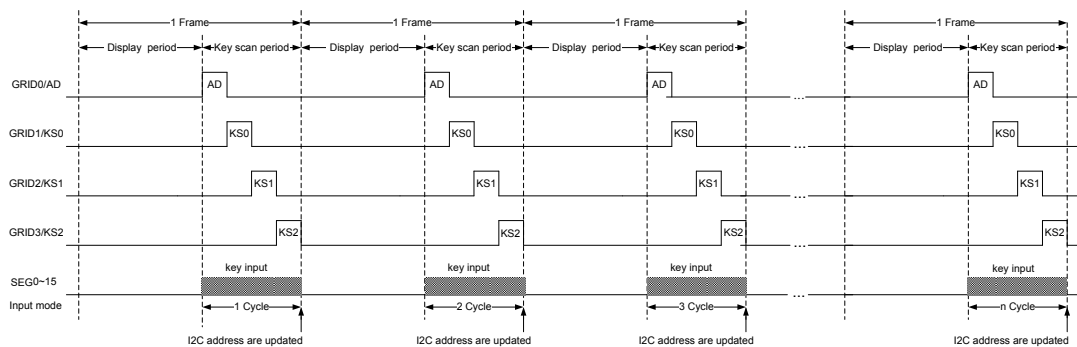 1 Frame 1 Frame 1 Frame 1 Frame
Display period Key scan period Display period Key scan period Display period Key scan period Display period Key scan period
GRID0/AD AD AD AD ... AD
GRID1/KS0 KS0 KS0 KS0 ... KS0
GRID2/KS1 KS1 KS1 KS1 ... KS1
GRID3/KS2 KS2 KS2 KS2 ... KS2
key input key input key input key input
SEG0~15 ...
Input mode 1 Cycle 2 Cycle 3 Cycle n Cycle
I2C address are updated I2C address are updated I2C address are updated I2C address are updated